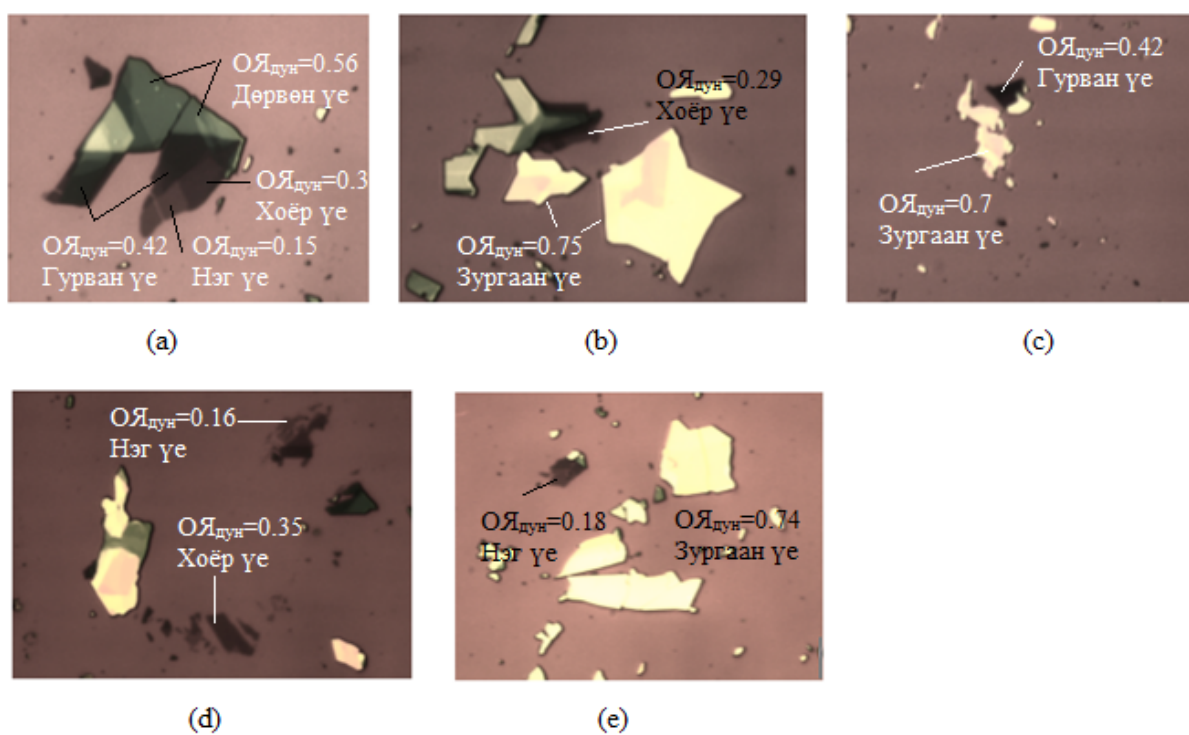 ОЯдун=0.56
Дөрвөн үе
ОЯдун=0.3
Хоёр үе
ОЯдун=0.42
Гурван үе
ОЯдун=0.15
Нэг үе
(a)
ОЯдун=0.29
Хоёр үе
ОЯдун=0.75
Зургаан үе
(b)
ОЯдун=0.42
Гурван үе
ОЯдун=0.7
Зургаан үе
(c)
ОЯдун=0.16
Нэг үе
ОЯдун=0.35
Хоёр үе
(d)
ОЯдун=0.18
Нэг үе
ОЯдун=0.74
Зургаан үе
(e)